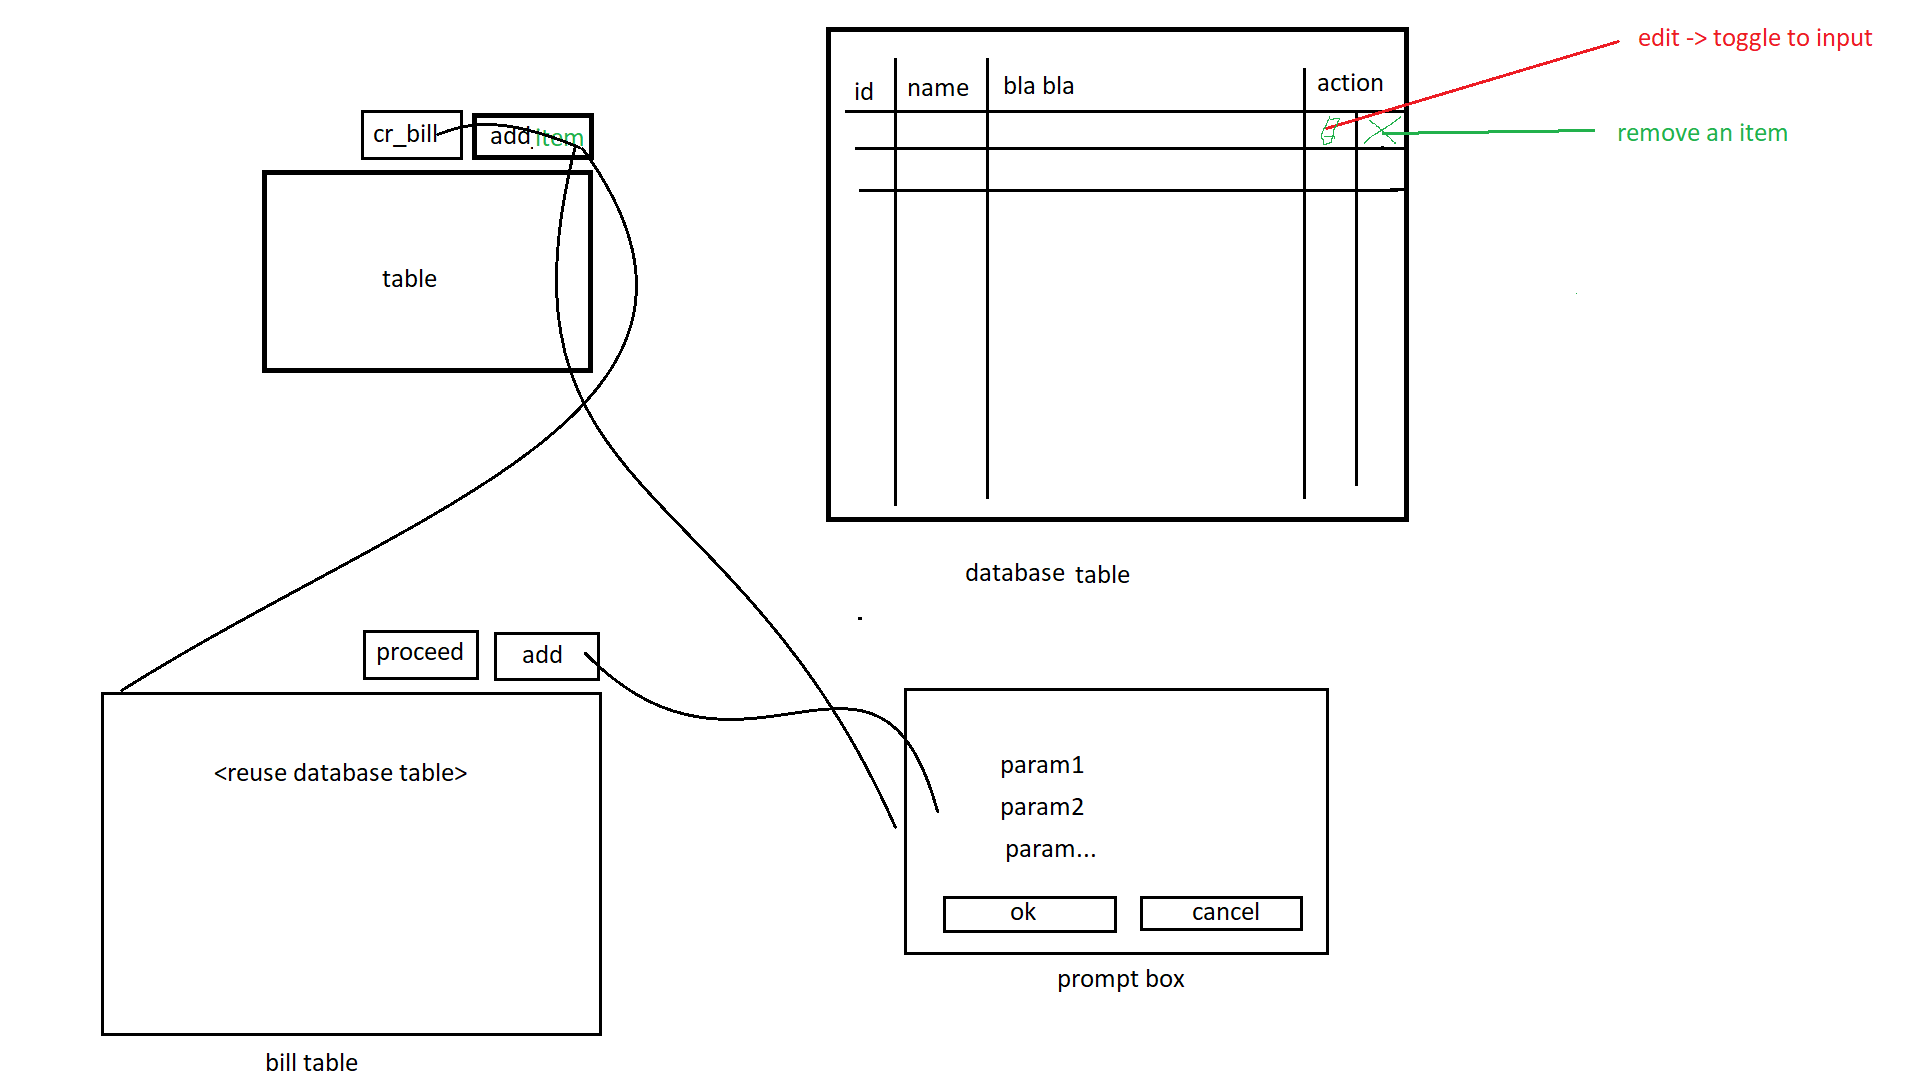 edit -> toggle to input
id
name
bla bla
action
cr_bill
add item
remove an item
table
database table
proceed
add
<reuse database table>
param1
param2
param...
ok
cancel
prompt box
bill table